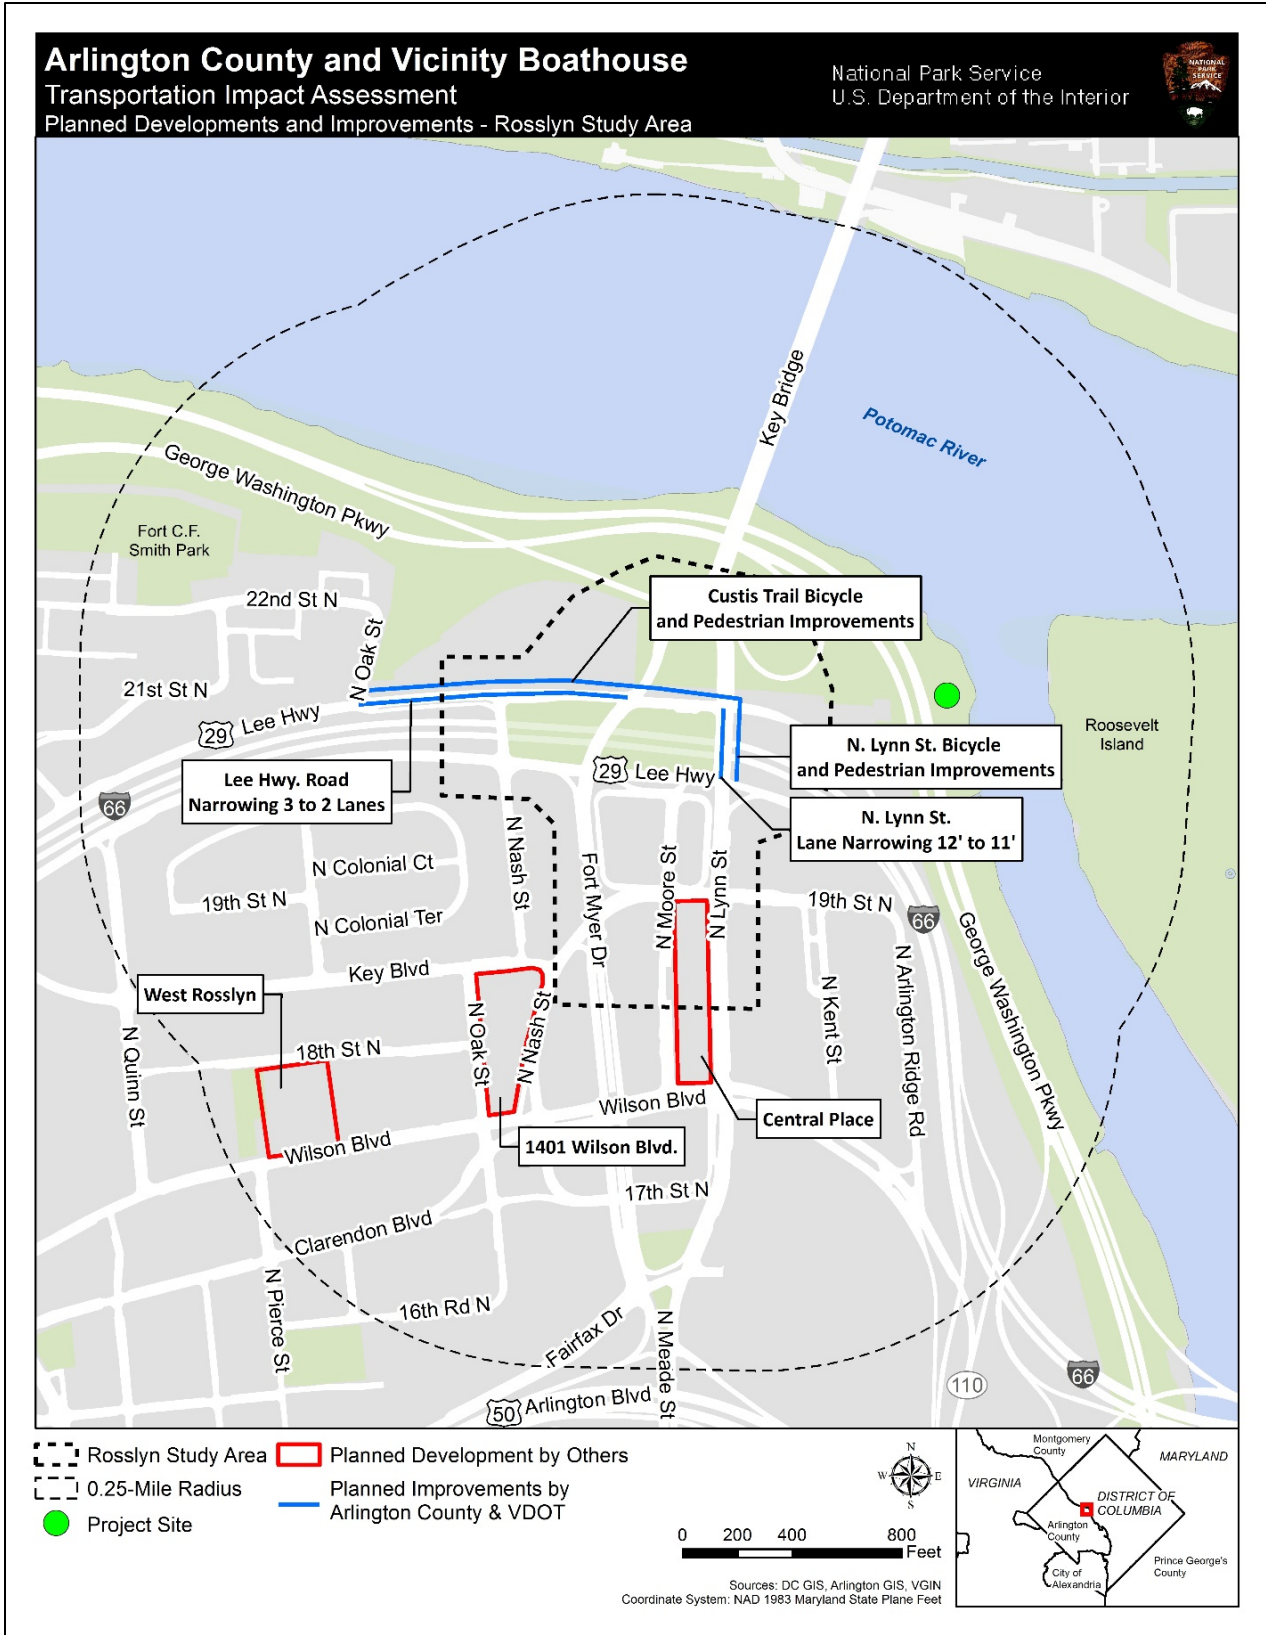 Arlington County and Vicinity Boathouse
Transportation Impact Assessment
Planned Developments and Improvements - Rosslyn Study Area
National Park Service
U.S. Department of the Interior
NATIONAL
PARK
SERVICE
Key Bridge
Potomac River
George Washington Pkwy
Fort C.F.
Smith Park
22nd St N
Custis Trail Bicycle
and Pedestrian Improvements
N Oak St
21st St N
29 Lee Hwy
Roosevelt
Island
N. Lynn St. Bicycle
and Pedestrian Improvements
Lee Hwy. Road
Narrowing 3 to 2 Lanes
29 Lee Hwy
66
N. Lynn St.
Lane Narrowing 12' to 11'
N Nash St
Fort Myer Dr
N Moore St
N Lynn St
N Colonial Ct
19th St N
N Colonial Ter
19th St N
66
George Washington Pkwy
N Arlington Ridge Rd
N Kent St
Key Blvd
West Rosslyn
N Quinn St
N Oak St
N Nash St
18th St N
Wilson Blvd
Central Place
1401 Wilson Blvd.
Wilson Blvd
17th St N
Clarendon Blvd
N Pierce St
16th Rd N
Fairfax Dr
N Meade St
66
110
50 Arlington Blvd
Rosslyn Study Area
Planned Development by Others
0.25-Mile Radius
Planned Improvements by
Arlington County & VDOT
Project Site
N
W E
S
0 200 400 800
Feet
Sources: DC GIS, Arlington GIS, VGIN
Coordinate System: NAD 1983 Maryland State Plane Feet
Montgomery
County
MARYLAND
VIRGINIA
DISTRICT OF
COLUMBIA
Arlington
County
Prince George's
County
City of
Alexandria